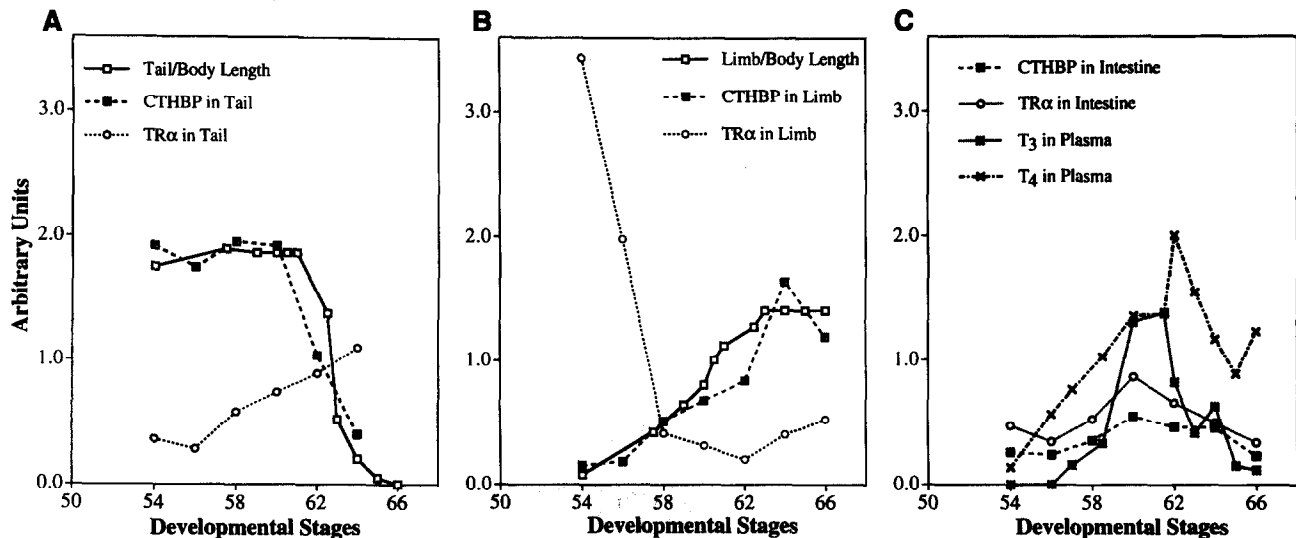 A
Tail/Body Length
CTHBP in Tail
TRα in Tail
Arbitrary Units
3.0
2.0
1.0
0.0
50 54 58 62 66
Developmental Stages
B
Limb/Body Length
CTHBP in Limb
TRα in Limb
3.0
2.0
1.0
0.0
50 54 58 62 66
Developmental Stages
C
CTHBP in Intestine
TRα in Intestine
T3 in Plasma
T4 in Plasma
3.0
2.0
1.0
0.0
50 54 58 62 66
Developmental Stages